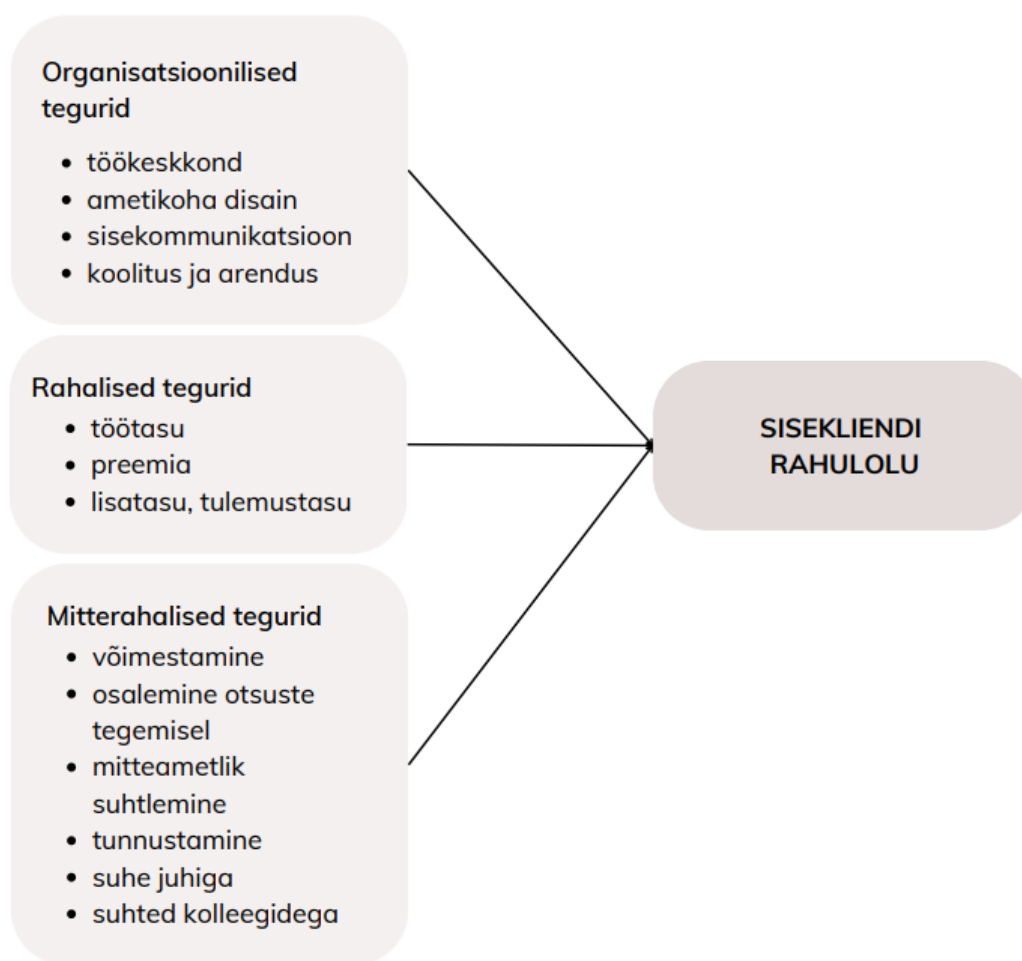 Organisatsioonilised
tegurid
• töökeskkond
• ametikoha disain
• sisekommunikatsioon
• koolitus ja arendus
Rahalised tegurid
• töötasu
• preemia
• lisatasu, tulemustasu
Mitterahalised tegurid
• võimestamine
• osalemine otsuste
tegemisel
• mitteametlik
suhtlemine
• tunnustamine
• suhe juhiga
• suhted kolleegidega
SISEKLIENDI
RAHULOLU